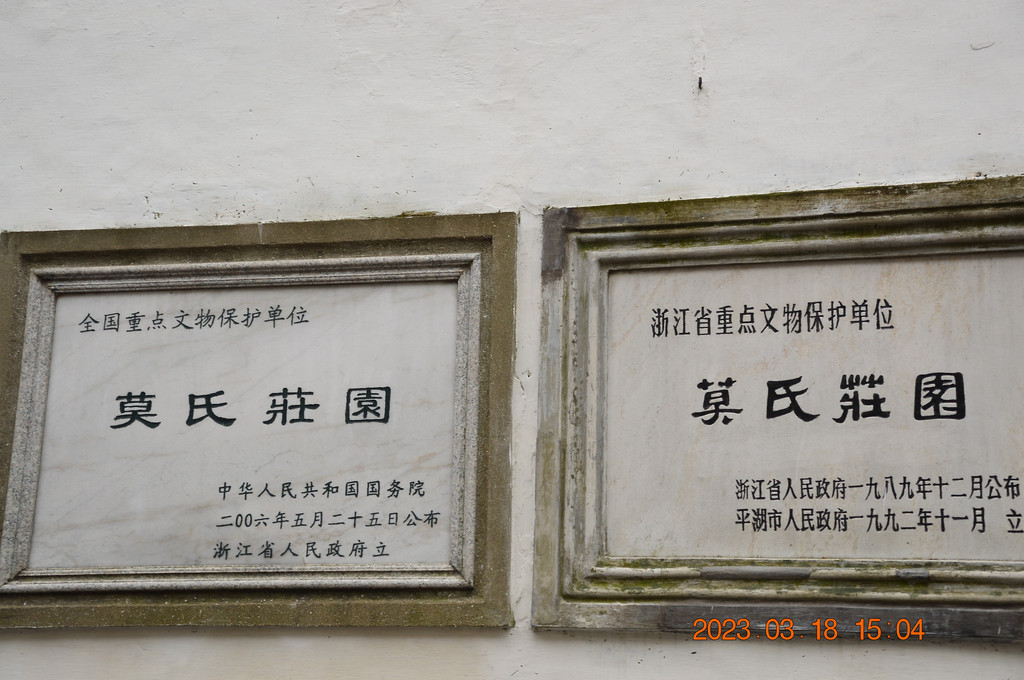 全国重点文物保护单位
莫氏莊園
中华人民共和国国务院
二00六年五月二十五日公布
浙江省人民政府立
浙江省重点文物保护单位
莫氏莊園
浙江省人民政府一九八九年十二月公布
平湖市人民政府一九九二年十一月 立
2023.03.18 15:04